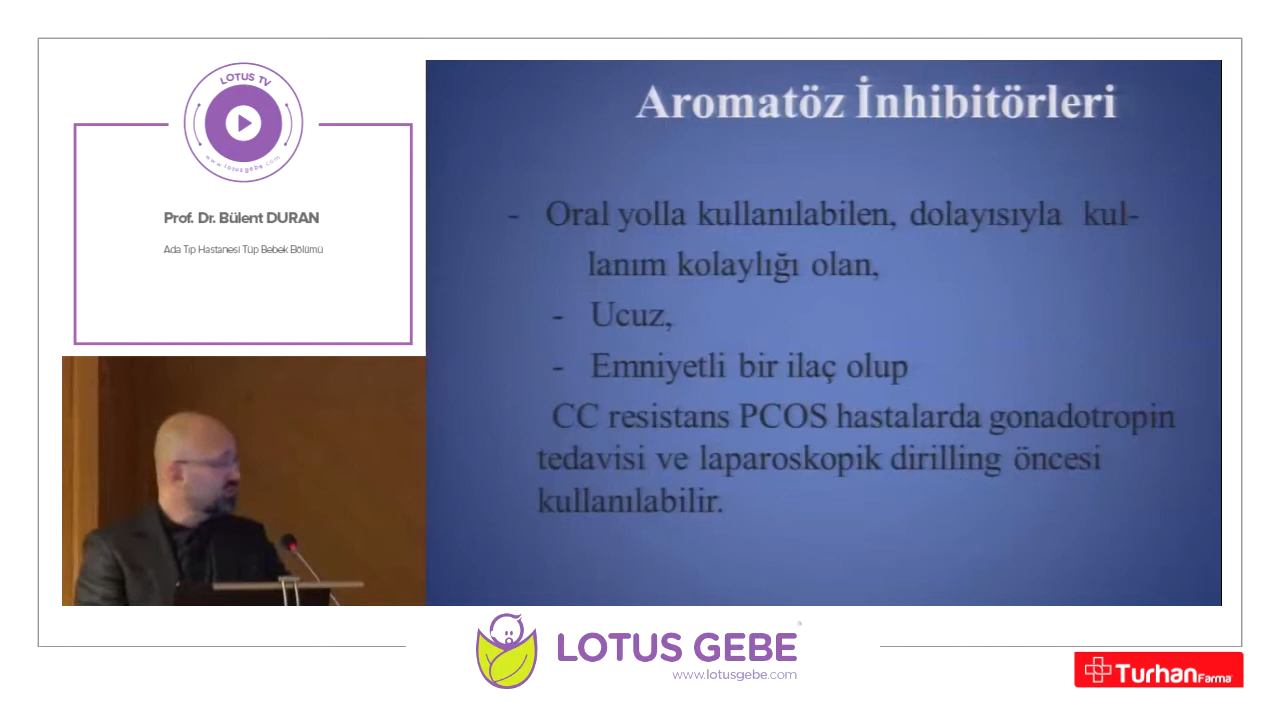 LOTUS TV
www.lotusgebe.com
Prof. Dr. Bülent DURAN
Ada Tıp Hastanesi Tüp Bebek Bölümü
Aromatöz İnhibitörleri
- Oral yolla kullanılabilen, dolayısıyla kul-
lanım kolaylığı olan,
- Ucuz,
- Emniyetli bir ilaç olup
CC resistans PCOS hastalarda gonadotropin
tedavisi ve laparoskopik dirilling öncesi
kullanılabilir.
LOTUS GEBE
www.lotusgebe.com
Turhan Farma